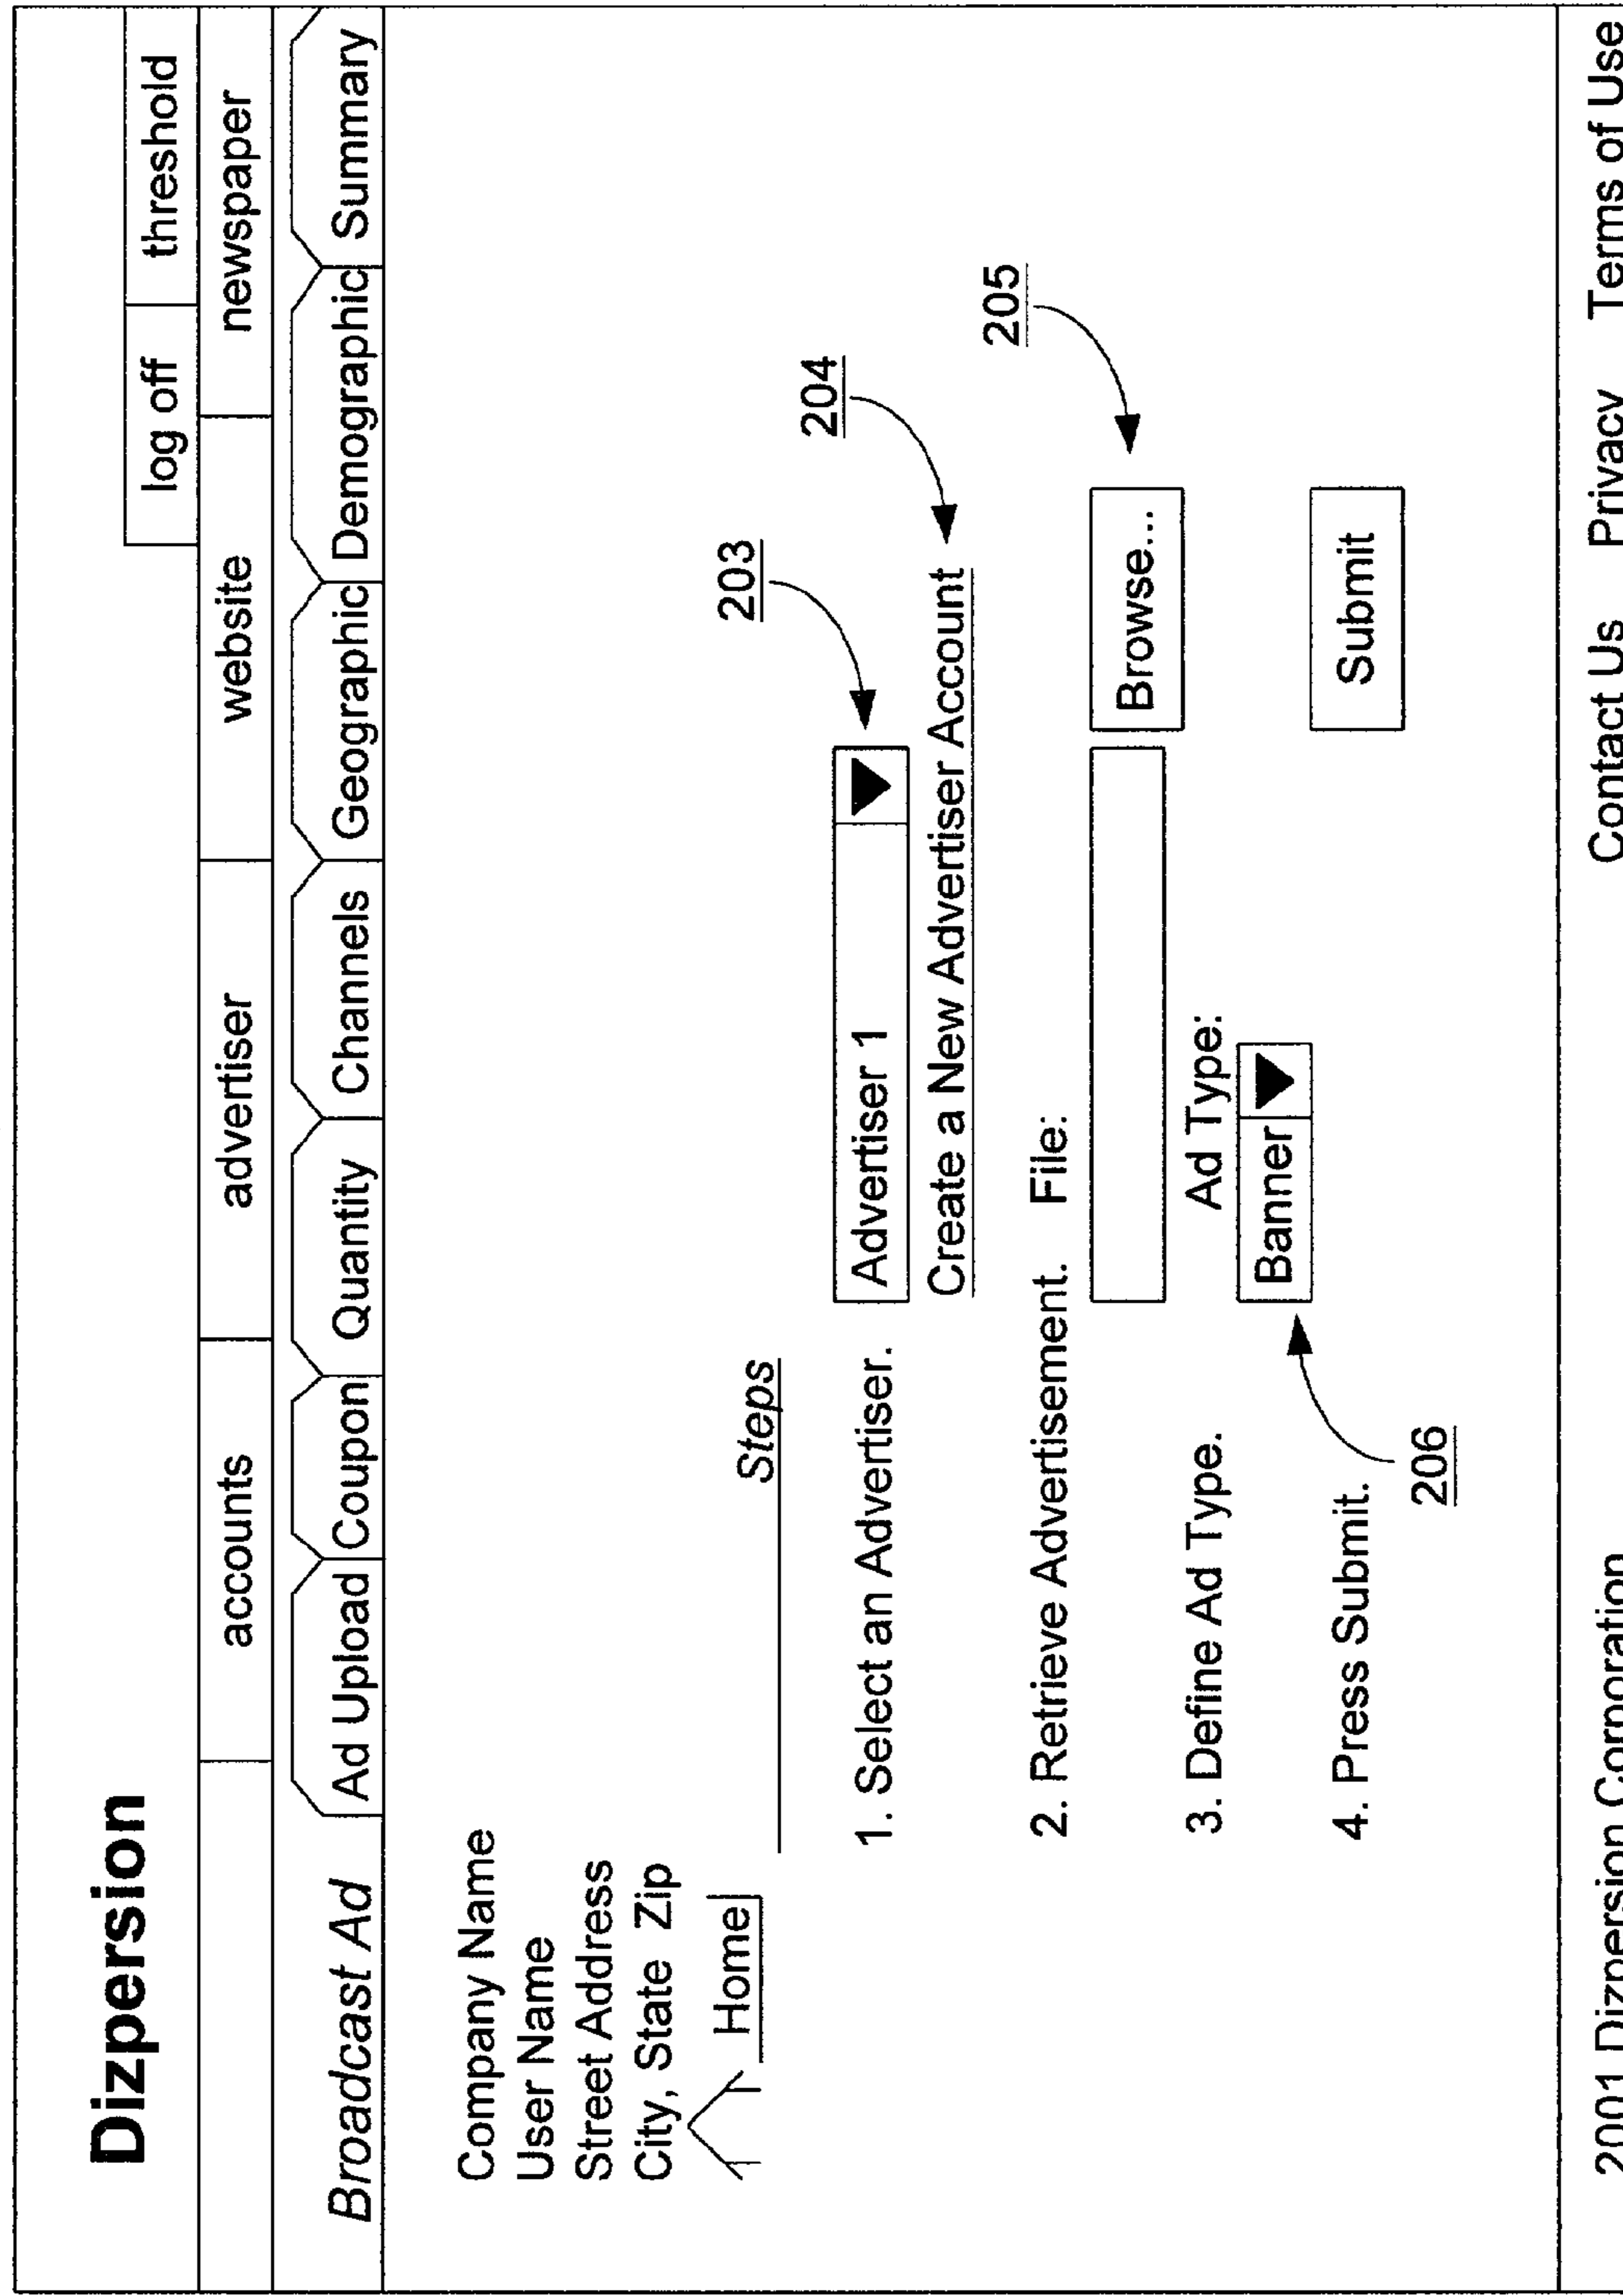 Dizpersion
log off threshold
accounts advertiser website newspaper
Broadcast Ad Ad Upload Coupon Quantity Channels Geographic Demographic Summary
Company Name
User Name
Street Address
City, State Zip
Home
Steps
203
1. Select an Advertiser. Advertiser 1
204
Create a New Advertiser Account
205
2. Retrieve Advertisement. File:
Browse...
3. Define Ad Type. Ad Type:
Banner
4. Press Submit. Submit
206
2001 Dizpersion Corporation Contact Us Privacy Terms of Use